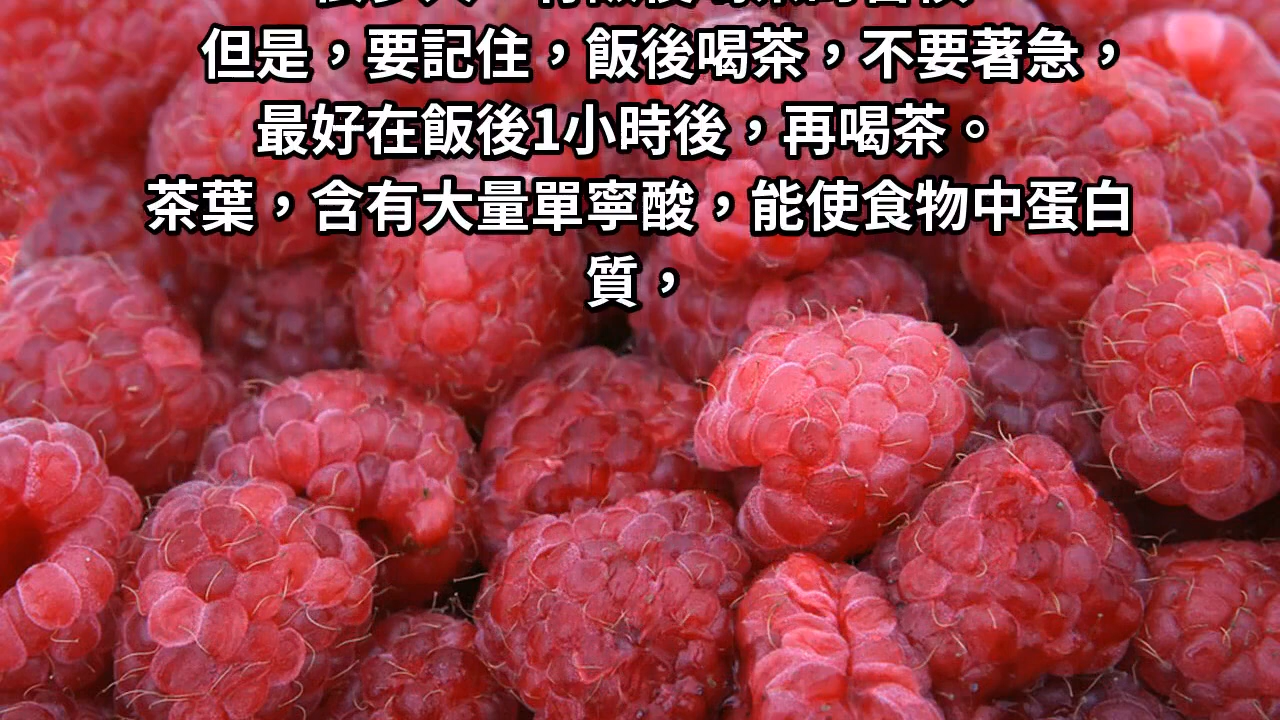 但是，要記住，飯後喝茶，不要著急，
最好在飯後1小時後，再喝茶。
茶葉，含有大量單寧酸，能使食物中蛋白
質，